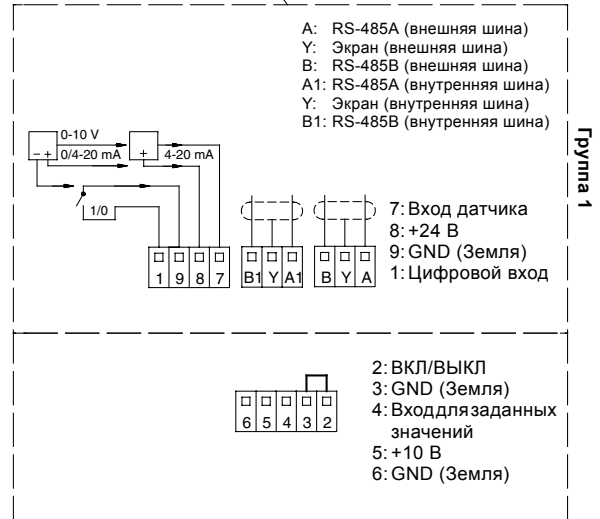 A: RS-485A (внешняя шина)
Y: Экран (внешняя шина)
B: RS-485B (внешняя шина)
A1: RS-485A (внутренняя шина)
Y: Экран (внутренняя шина)
B1: RS-485B (внутренняя шина)
Группа 1
0-10 V
- +
0/4-20 mA
+
4-20 mA
1/0
1 9 8 7
B1 Y A1
B Y A
7: Вход датчика
8: +24 В
9: GND (Земля)
1: Цифровой вход
6 5 4 3 2
2: ВКЛ/ВЫКЛ
3: GND (Земля)
4: Вход для заданных
значений
5: +10 В
6: GND (Земля)